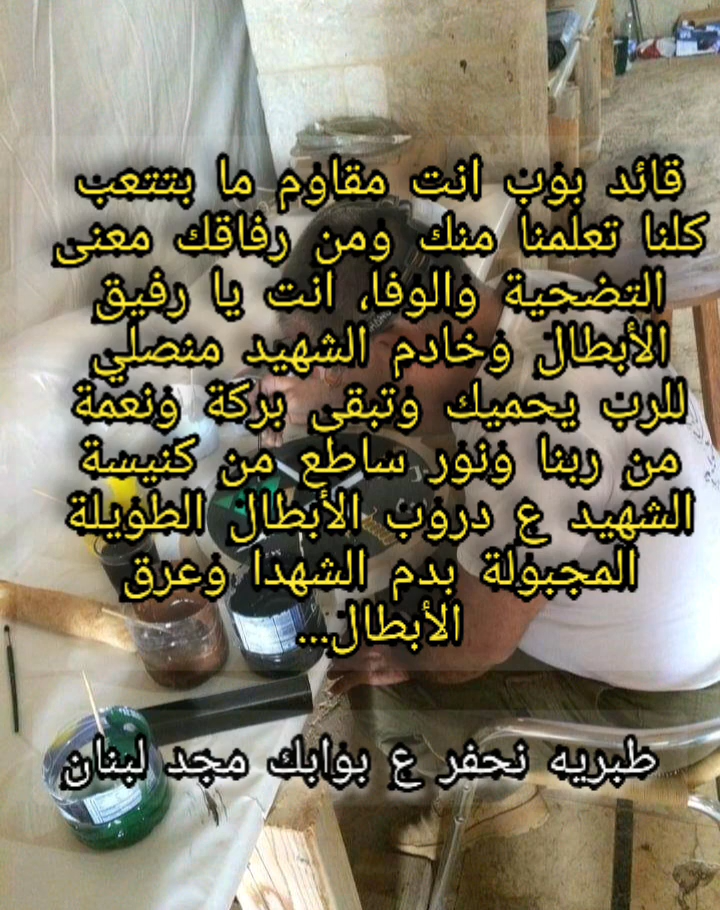 قائد بوب انت مقاوم ما بتتعب
كلنا تعلمنا منك ومن رفاقك معنى
التضحية والوفا، انت يا رفيق
الأبطال وخادم الشهيد منصلي
للرب يحميك وتبقى بركة ونعمة
من ربنا ونور ساطع من كنيسة
الشهيد ع دروب الأبطال الطويلة
المجبولة بدم الشهدا وعرق
الأبطال...
طبريه نحفر ع بوابك مجد لبنان